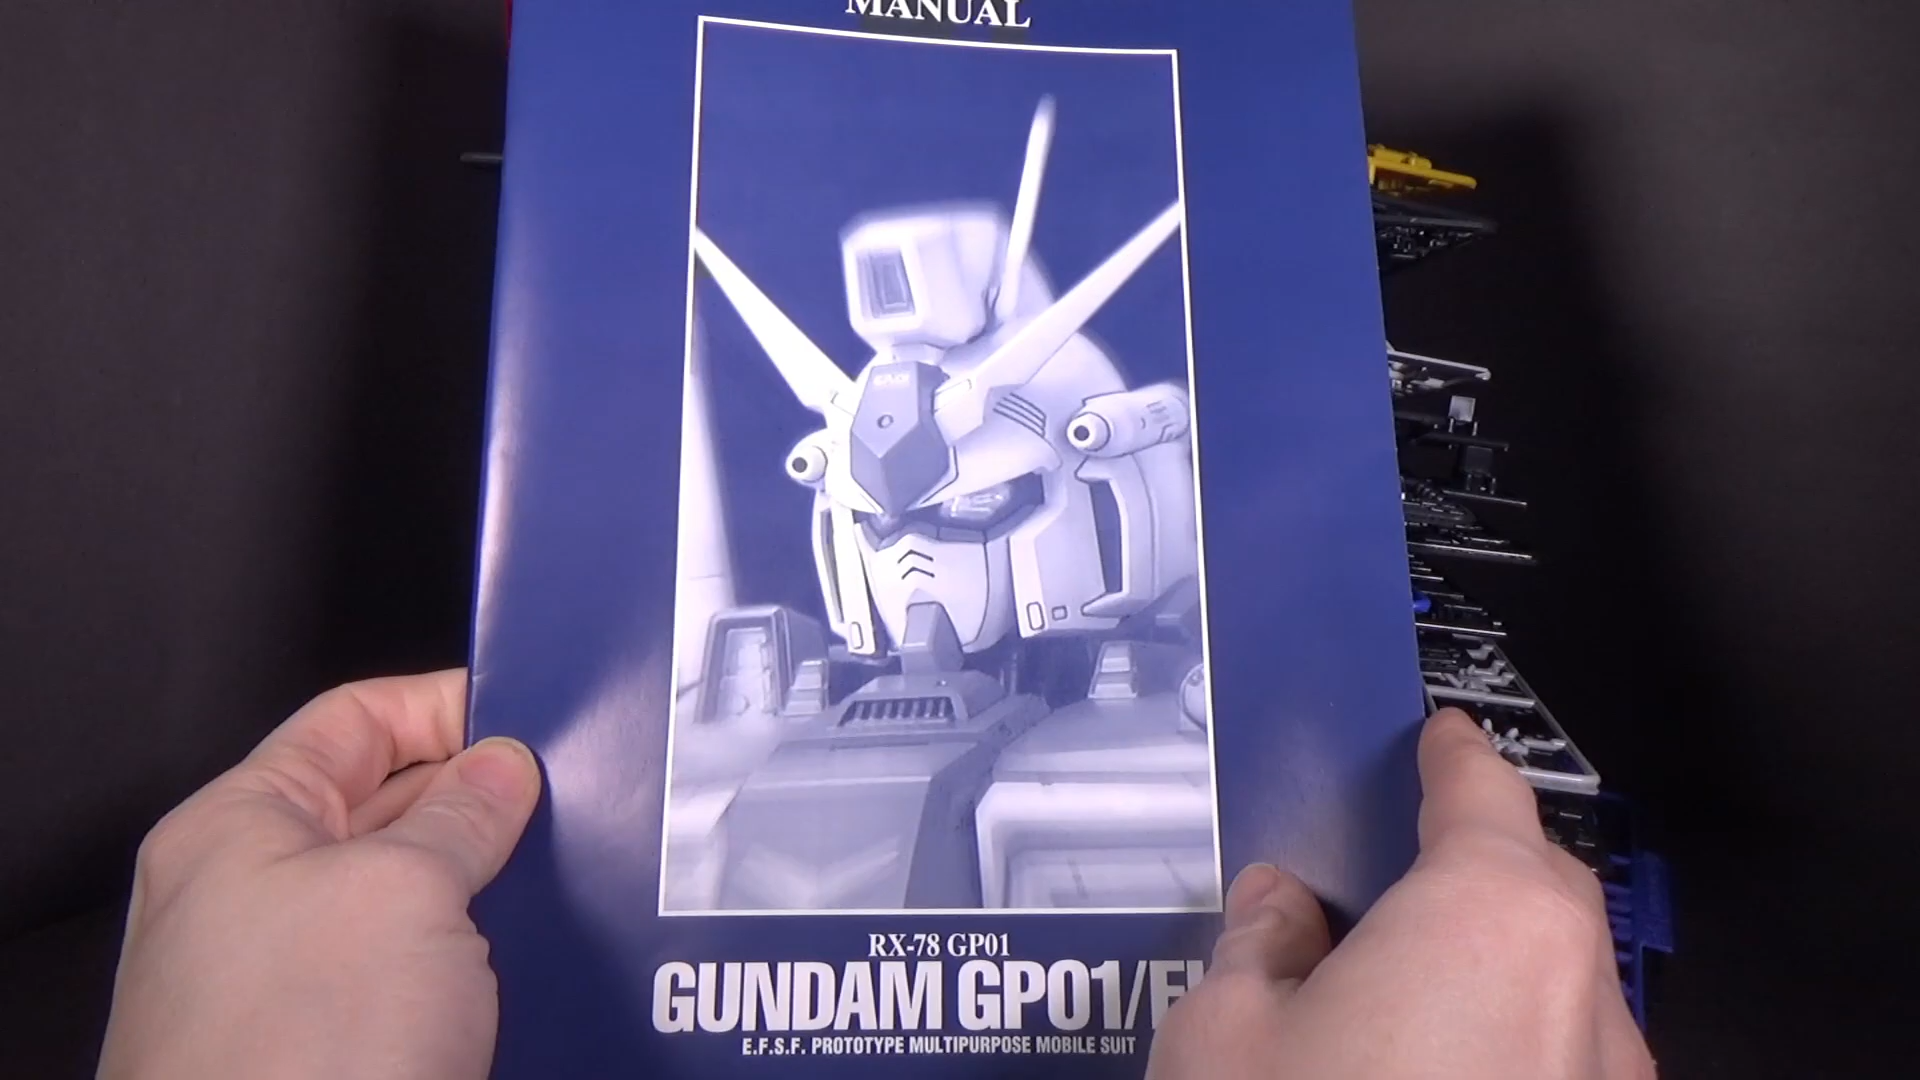 MANUAL
RX-78 GP01
GUNDAM GP01/F
E.F.S.F. PROTOTYPE MULTIPURPOSE MOBILE SUIT